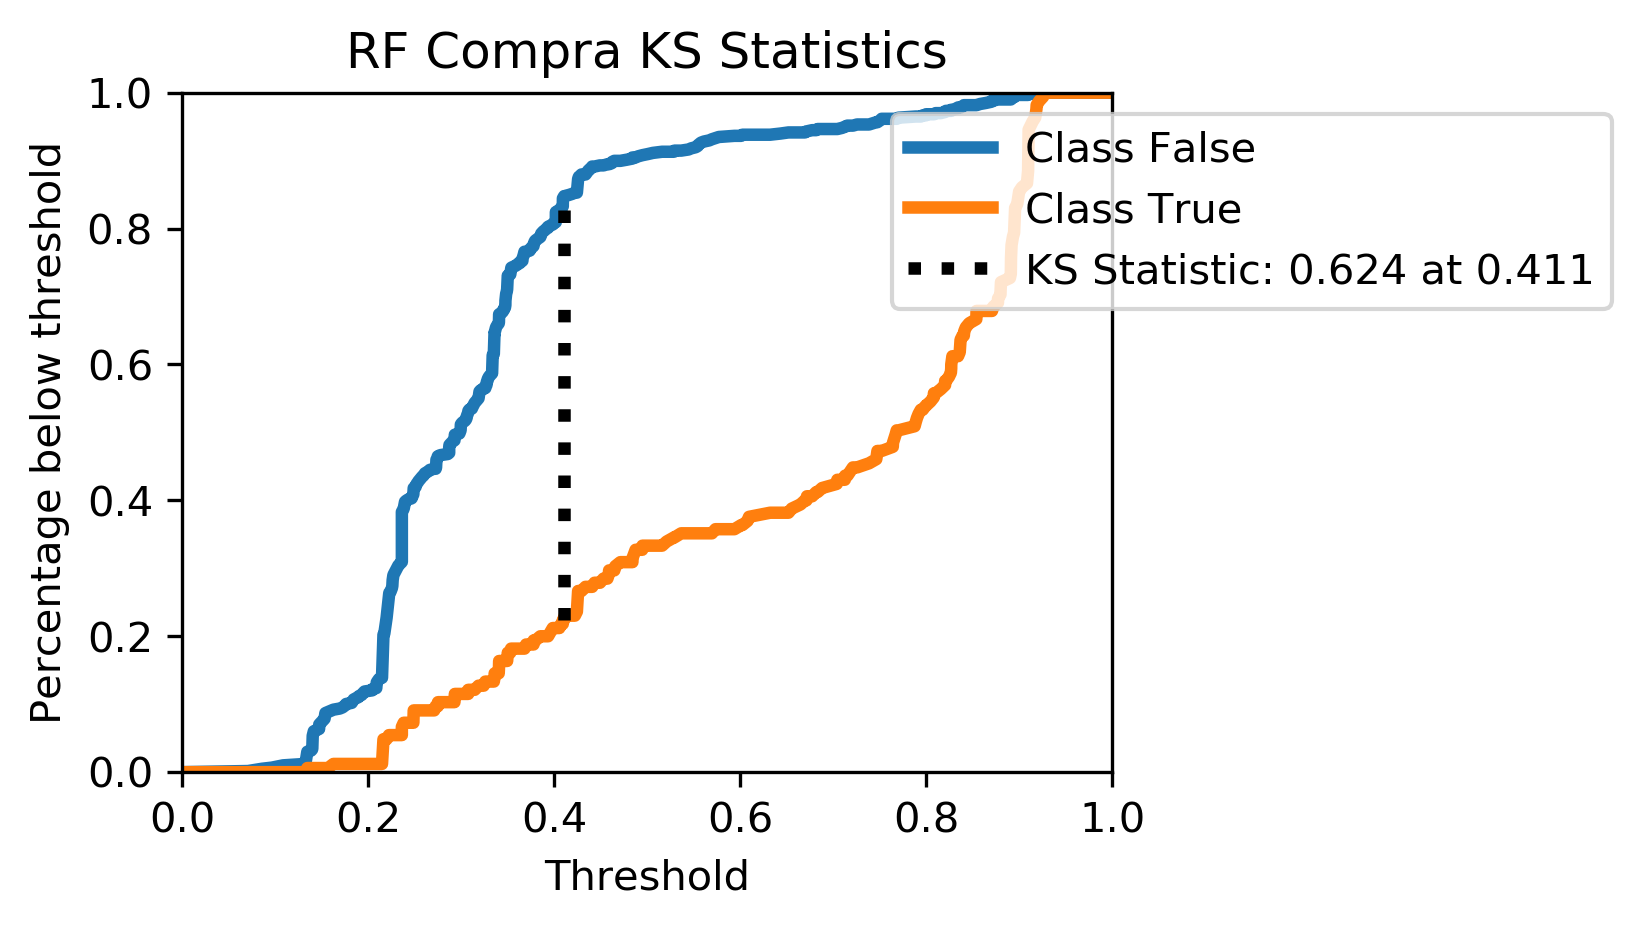 RF Compra KS Statistics
1.0
0.8
0.6
0.4
0.2
0.0
Percentage below threshold
Class False
Class True
KS Statistic: 0.624 at 0.411
0.0 0.2 0.4 0.6 0.8 1.0
Threshold